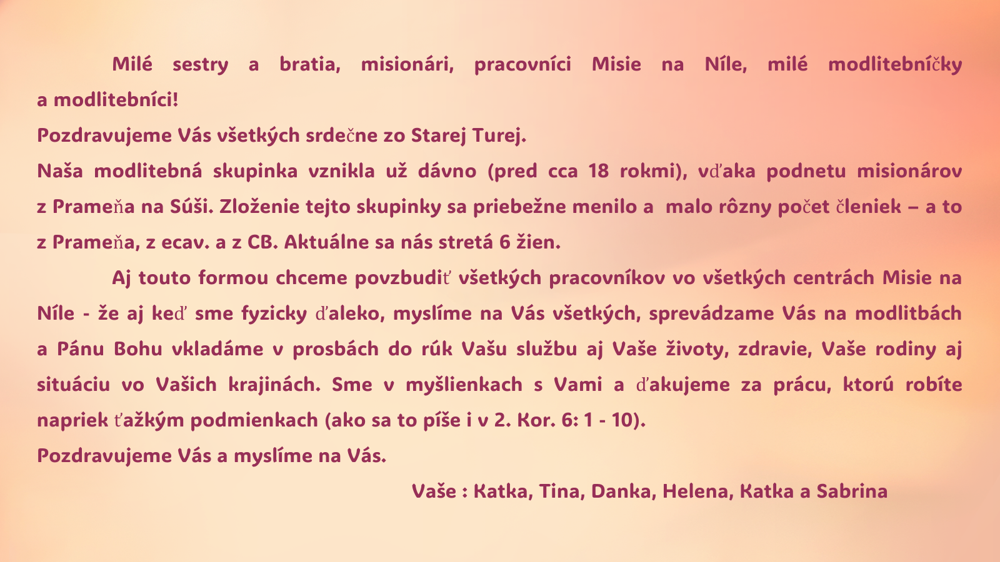 Milé sestry a bratia, misionári, pracovníci Misie na Níle, milé modlitebníčky
a modlitebníci!
Pozdravujeme Vás všetkých srdečne zo Starej Turej.
Naša modlitebná skupinka vznikla už dávno (pred cca 18 rokmi), vďaka podnetu misionárov
z Prameňa na Súši. Zloženie tejto skupinky sa priebežne menilo a  malo rôzny počet členiek – a to
z Prameňa, z ecav. a z CB. Aktuálne sa nás stretá 6 žien.
Aj touto formou chceme povzbudiť všetkých pracovníkov vo všetkých centrách Misie na
Níle - že aj keď sme fyzicky ďaleko, myslíme na Vás všetkých, sprevádzame Vás na modlitbách
a Pánu Bohu vkladáme v prosbách do rúk Vašu službu aj Vaše životy, zdravie, Vaše rodiny aj
situáciu vo Vašich krajinách. Sme v myšlienkach s Vami a ďakujeme za prácu, ktorú robíte
napriek ťažkým podmienkach (ako sa to píše i v 2. Kor. 6: 1 - 10).
Pozdravujeme Vás a myslíme na Vás.
Vaše : Katka, Tina, Danka, Helena, Katka a Sabrina